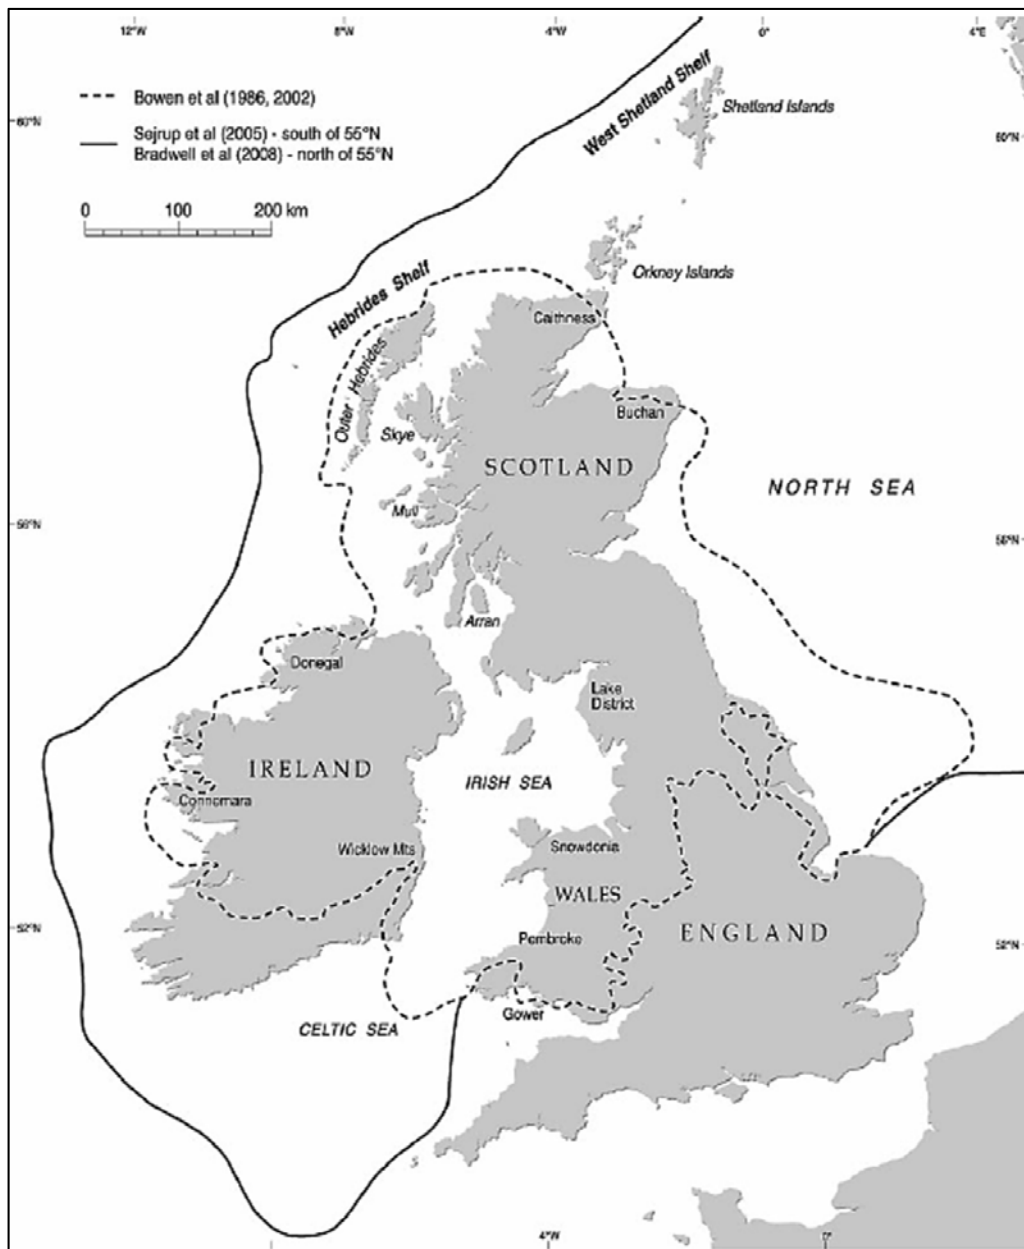 12°W 8°W 4°W 0° 4°E
Bowen et al (1986, 2002)
Sejrup et al (2005) - south of 55°N
Bradwell et al (2008) - north of 55°N
0 100 200 km
60°N
60°N
West Shetland Shelf
Shetland Islands
Orkney Islands
Hebrides Shelf
Caithness
Outer Hebrides
Buchan
Skye
SCOTLAND
NORTH SEA
Mull
56°N
56°N
Arran
Donegal
Lake
District
IRELAND
IRISH SEA
Connemara
Wicklow Mts
Snowdonia
WALES
52°N
ENGLAND
52°N
Pembroke
Gower
CELTIC SEA
4°W 0°